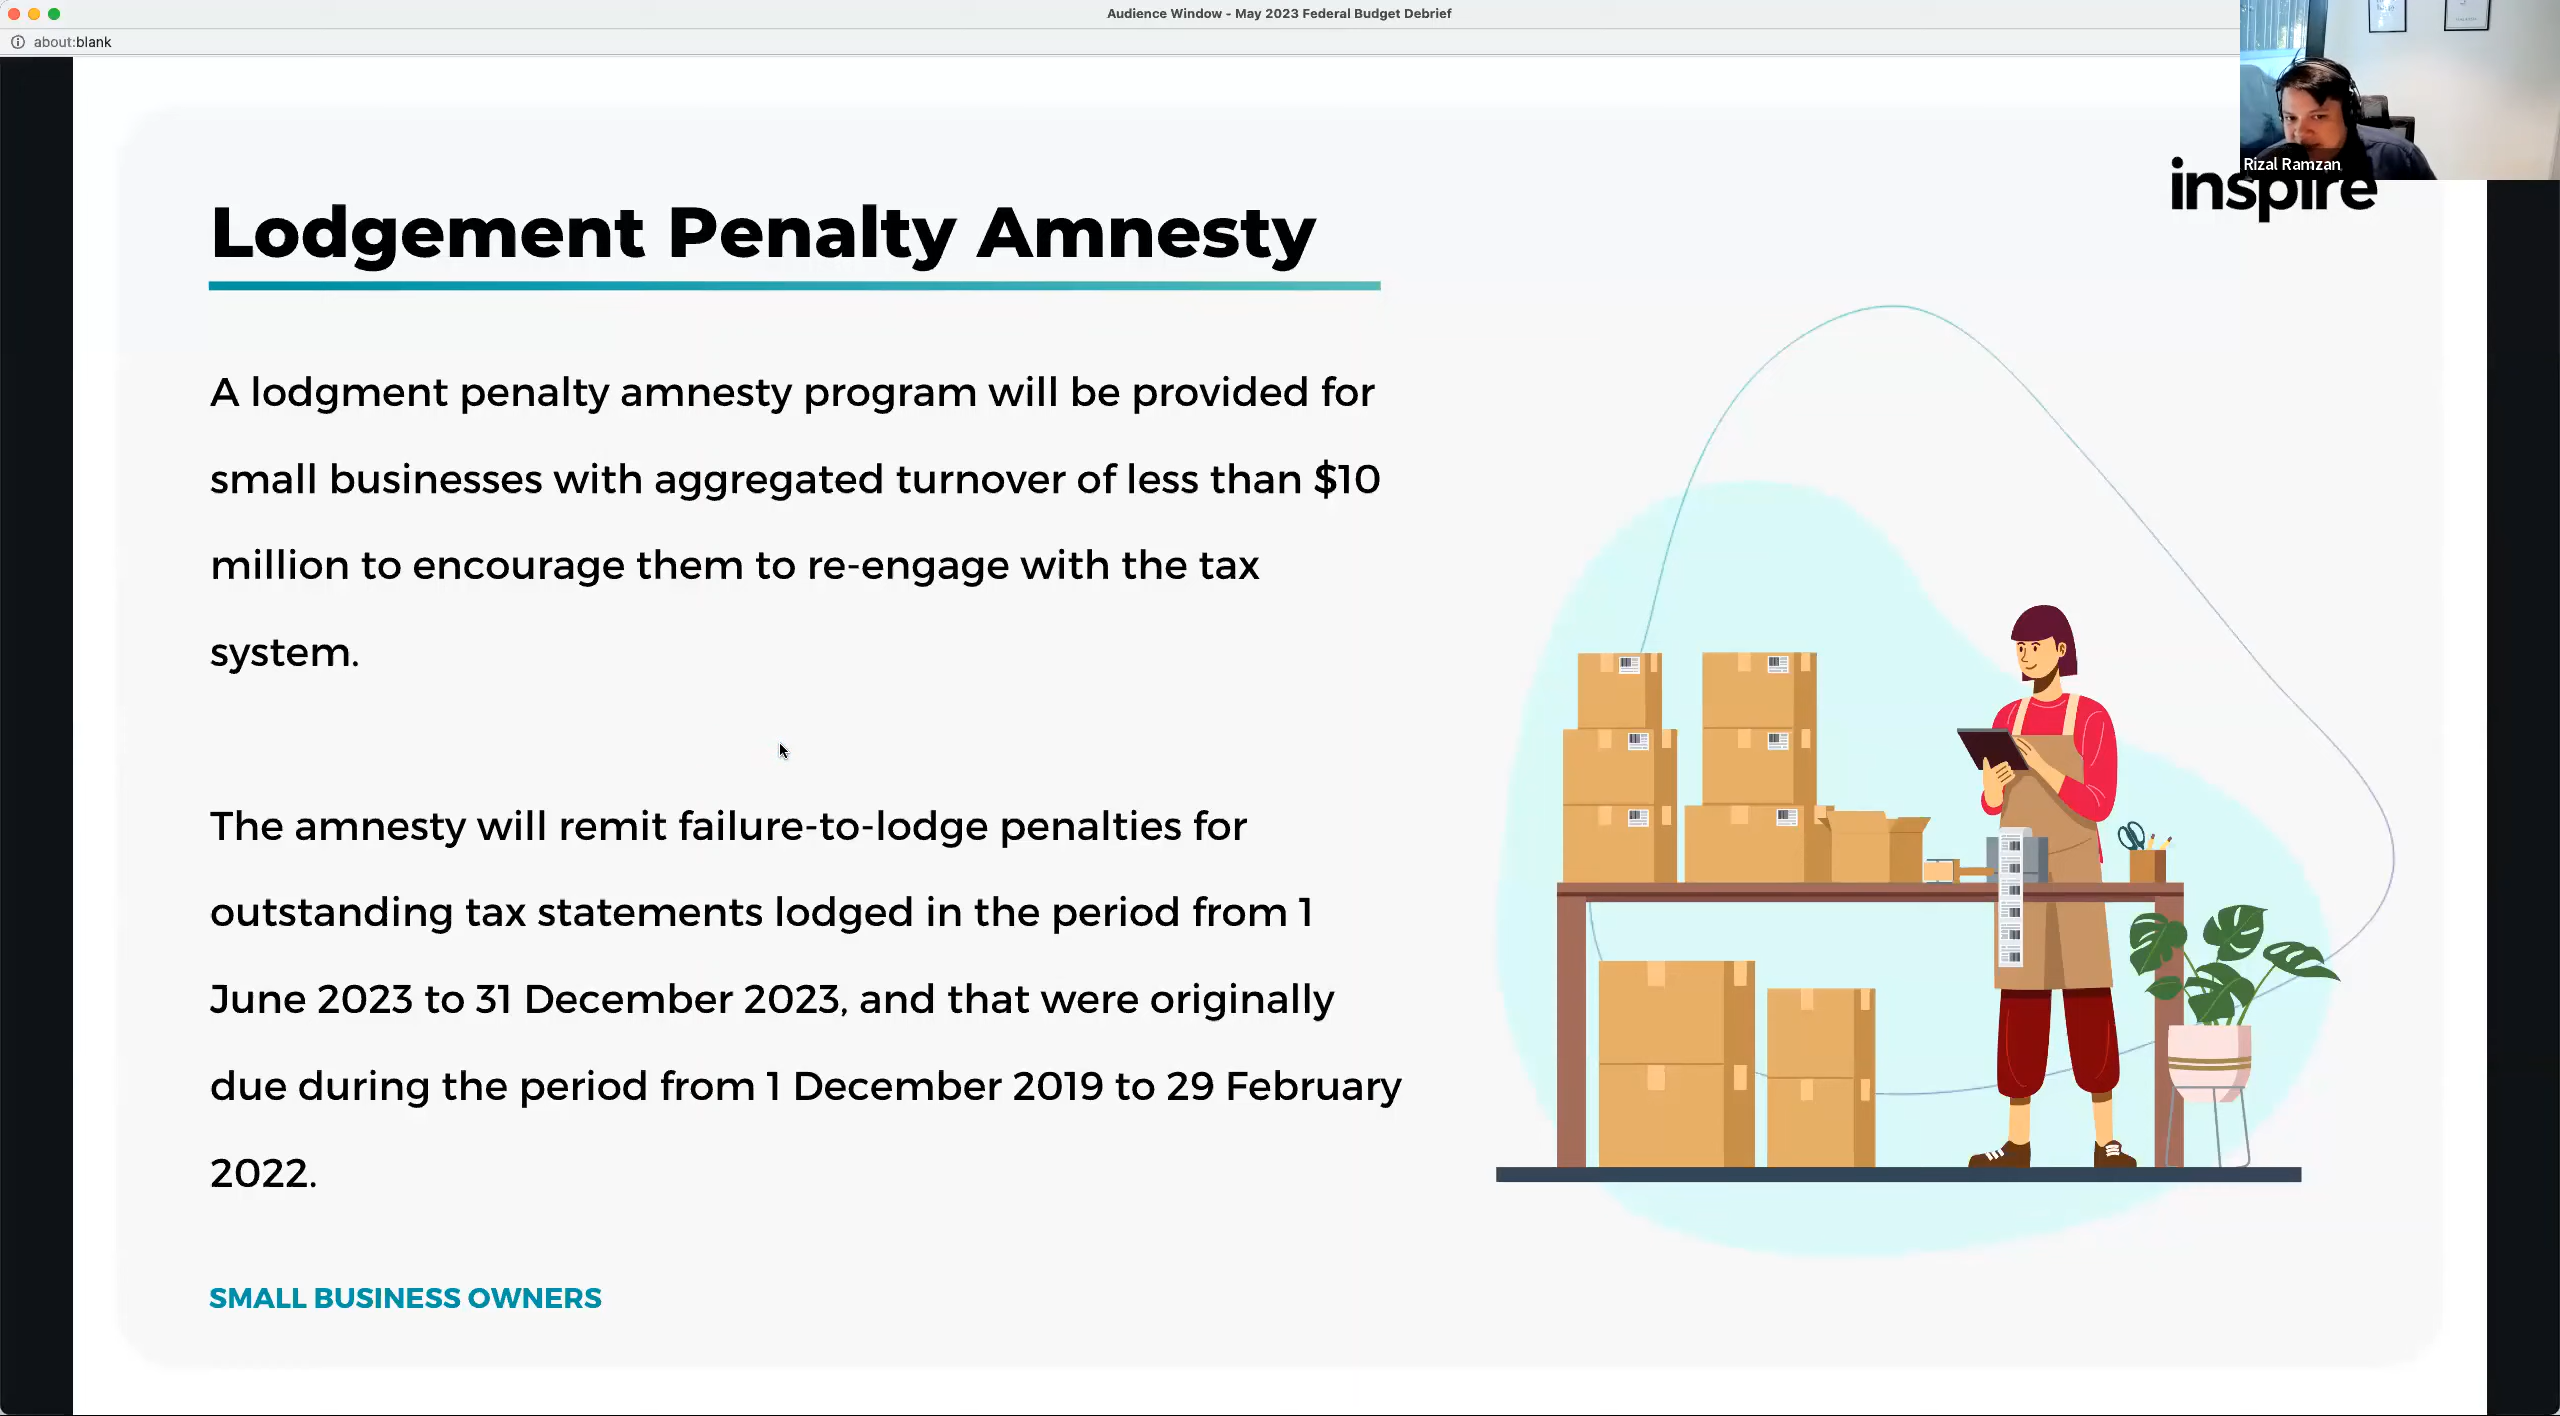 Audience Window - May 2023 Federal Budget Debrief
about:blank
Rizal Ramzan
inspire
Lodgement Penalty Amnesty
A lodgment penalty amnesty program will be provided for
small businesses with aggregated turnover of less than $10
million to encourage them to re-engage with the tax
system.
The amnesty will remit failure-to-lodge penalties for
outstanding tax statements lodged in the period from 1
June 2023 to 31 December 2023, and that were originally
due during the period from 1 December 2019 to 29 February
2022.
SMALL BUSINESS OWNERS